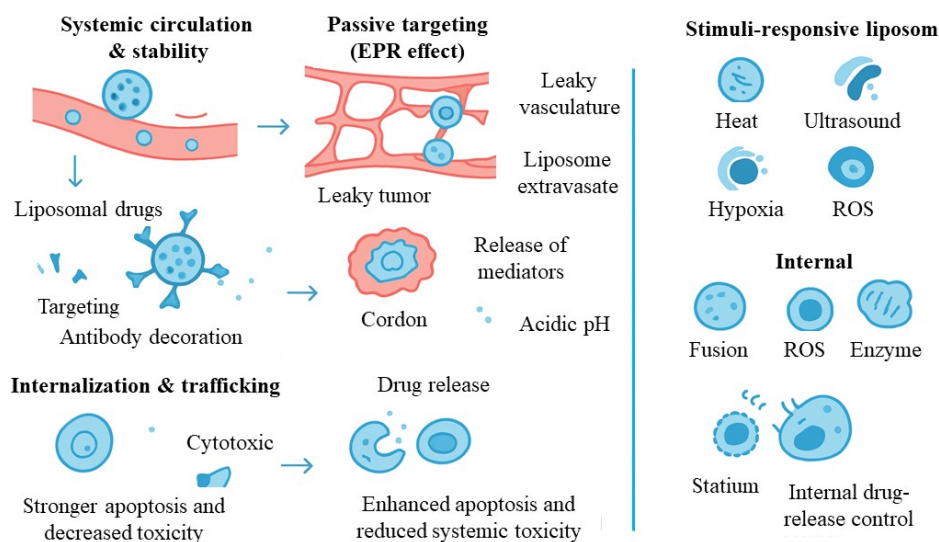 Systemic circulation
& stability
Passive targeting
(EPR effect)
Leaky
vasculature
Liposome
extravasate
Leaky tumor
Liposomal drugs
Targeting
Antibody decoration
Cordon
Release of
mediators
Acidic pH
Internalization & trafficking
Cytotoxic
Drug release
Stronger apoptosis and
decreased toxicity
Enhanced apoptosis and
reduced systemic toxicity
Stimuli-responsive liposom
Heat
Ultrasound
Hypoxia
ROS
Internal
Fusion
ROS
Enzyme
Statium
Internal drug-
release control